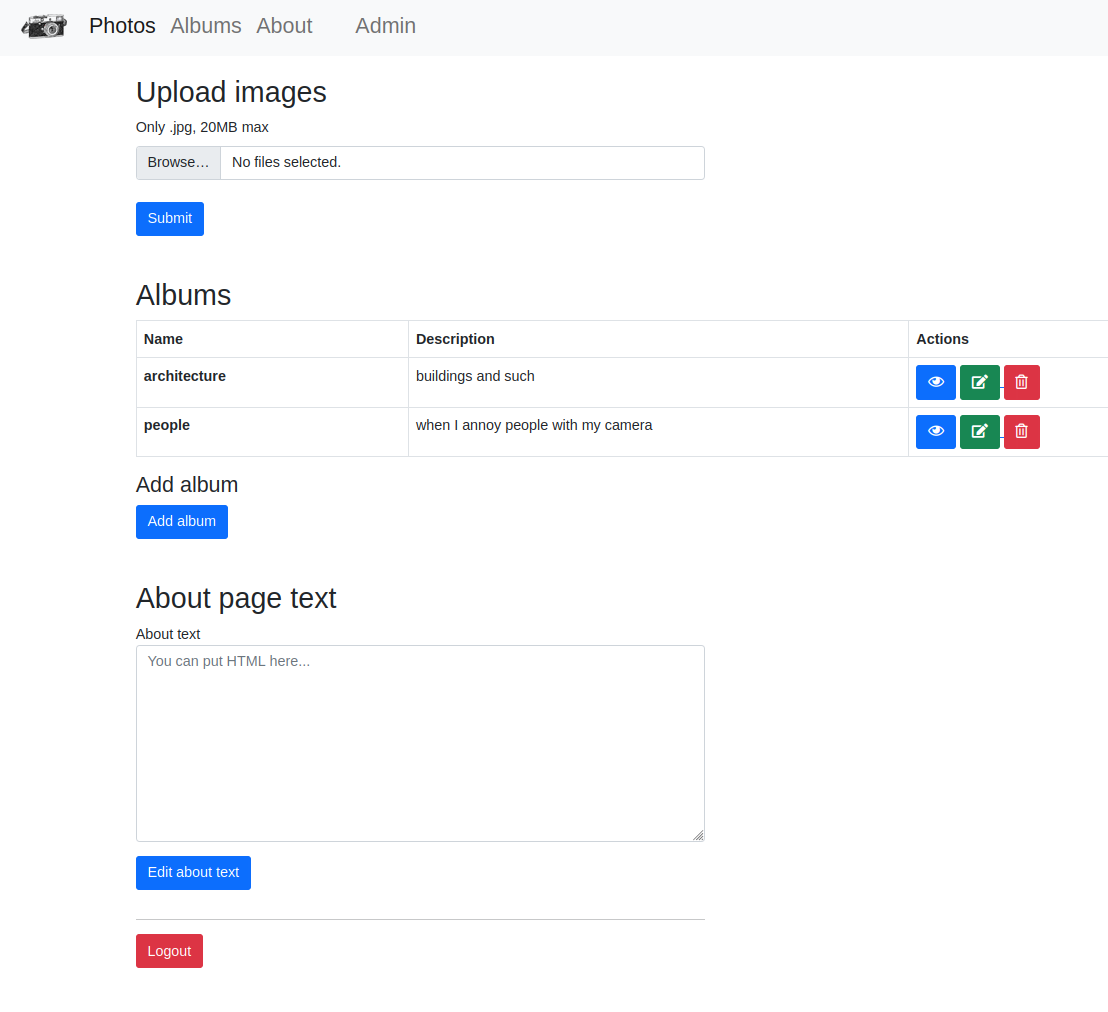 Photos Albums About Admin
Upload images
Only .jpg, 20MB max
Browse… No files selected.
Submit
Albums
Name Description Actions
architecture buildings and such
people when I annoy people with my camera
Add album
Add album
About page text
About text
You can put HTML here...
Edit about text
Logout